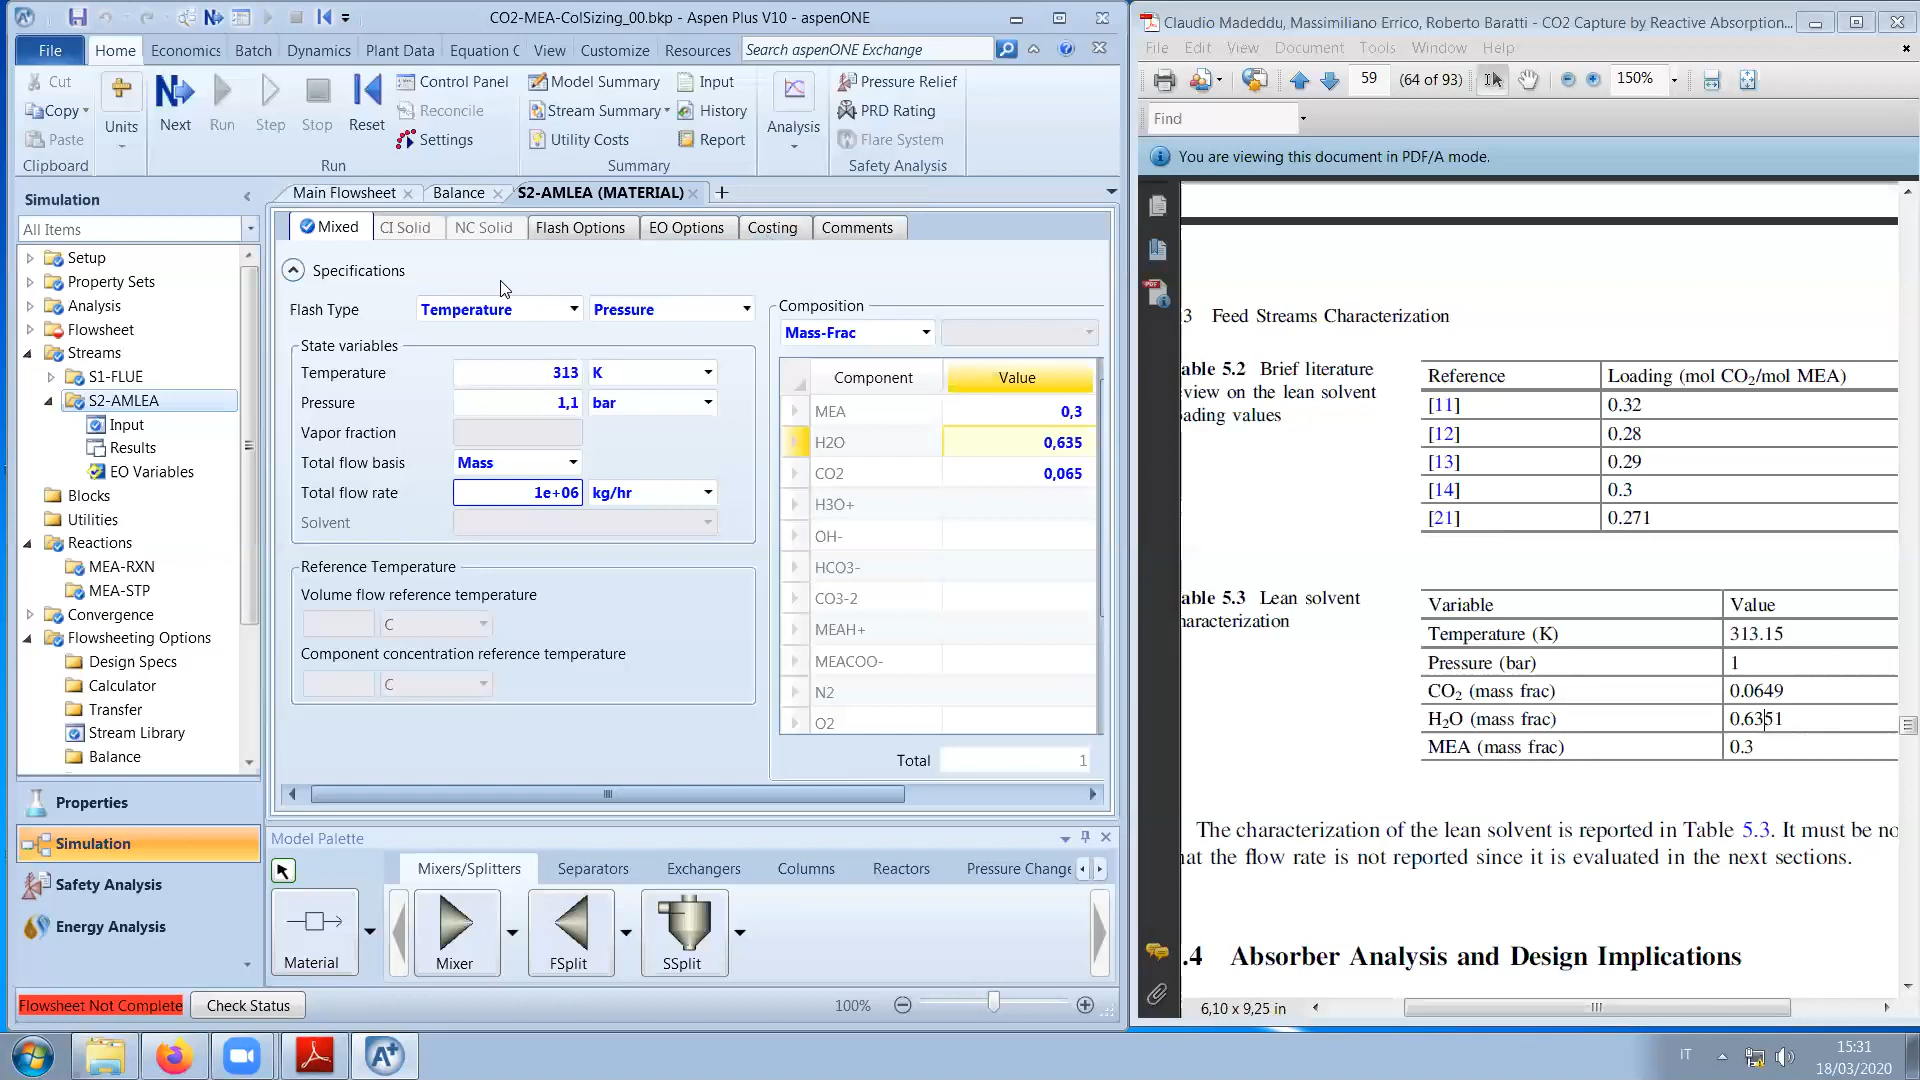 CO2-MEA-ColSizing_00.bkp - Aspen Plus V10 - aspenONE
File
Home
Economics
Batch
Dynamics
Plant Data
Equation C
View
Customize
Resources
Search aspenONE Exchange
Cut
Copy
Paste
Clipboard
Units
Next
Run
Step
Stop
Reset
Control Panel
Reconcile
Settings
Run
Model Summary
Stream Summary
Utility Costs
Input
History
Report
Summary
Analysis
Pressure Relief
PRD Rating
Flare System
Safety Analysis
Simulation
All Items
Setup
Property Sets
Analysis
Flowsheet
Streams
S1-FLUE
S2-AMLEA
Input
Results
EO Variables
Blocks
Utilities
Reactions
MEA-RXN
MEA-STP
Convergence
Flowsheeting Options
Design Specs
Calculator
Transfer
Stream Library
Balance
Properties
Simulation
Safety Analysis
Energy Analysis
Main Flowsheet
Balance
S2-AMLEA (MATERIAL)
Mixed
CI Solid
NC Solid
Flash Options
EO Options
Costing
Comments
Specifications
Flash Type Temperature Pressure
State variables
Temperature 313 K
Pressure 1,1 bar
Vapor fraction
Total flow basis Mass
Total flow rate 1e+06 kg/hr
Solvent
Reference Temperature
Volume flow reference temperature
C
Component concentration reference temperature
C
Composition
Mass-Frac
Component Value
MEA 0,3
H2O 0,635
CO2 0,065
H3O+
OH-
HCO3-
CO3-2
MEAH+
MEACOO-
N2
O2
Total 1
Model Palette
Mixers/Splitters
Separators
Exchangers
Columns
Reactors
Pressure Change
Material
Mixer
FSplit
SSplit
Flowsheet Not Complete
Check Status
100%
Claudio Madeddu, Massimiliano Errico, Roberto Baratti - CO2 Capture by Reactive Absorption...
File Edit View Document Tools Window Help
59 (64 of 93) 150%
Find
You are viewing this document in PDF/A mode.
3 Feed Streams Characterization
able 5.2 Brief literature
view on the lean solvent
ading values
Reference Loading (mol CO2/mol MEA)
[11] 0.32
[12] 0.28
[13] 0.29
[14] 0.3
[21] 0.271
able 5.3 Lean solvent
naracterization
Variable Value
Temperature (K) 313.15
Pressure (bar) 1
CO2 (mass frac) 0.0649
H2O (mass frac) 0.6351
MEA (mass frac) 0.3
The characterization of the lean solvent is reported in Table 5.3. It must be no
at the flow rate is not reported since it is evaluated in the next sections.
.4 Absorber Analysis and Design Implications
6,10 x 9,25 in
IT
15:31
18/03/2020